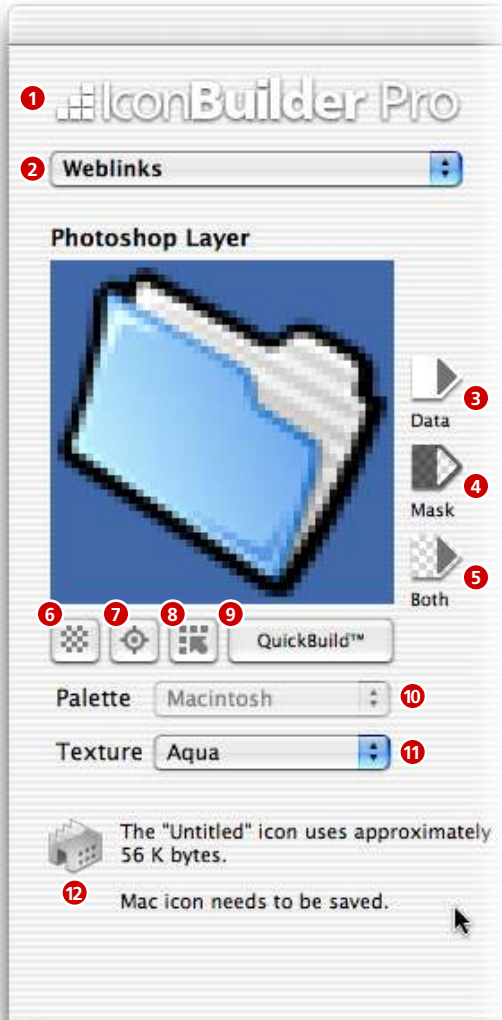 1 IconBuilder Pro
2 Weblinks
Photoshop Layer
3
Data
4
Mask
5
Both
6 7 8 9
QuickBuild™
Palette Macintosh 10
Texture Aqua 11
The "Untitled" icon uses approximately
56 K bytes.
12
Mac icon needs to be saved.